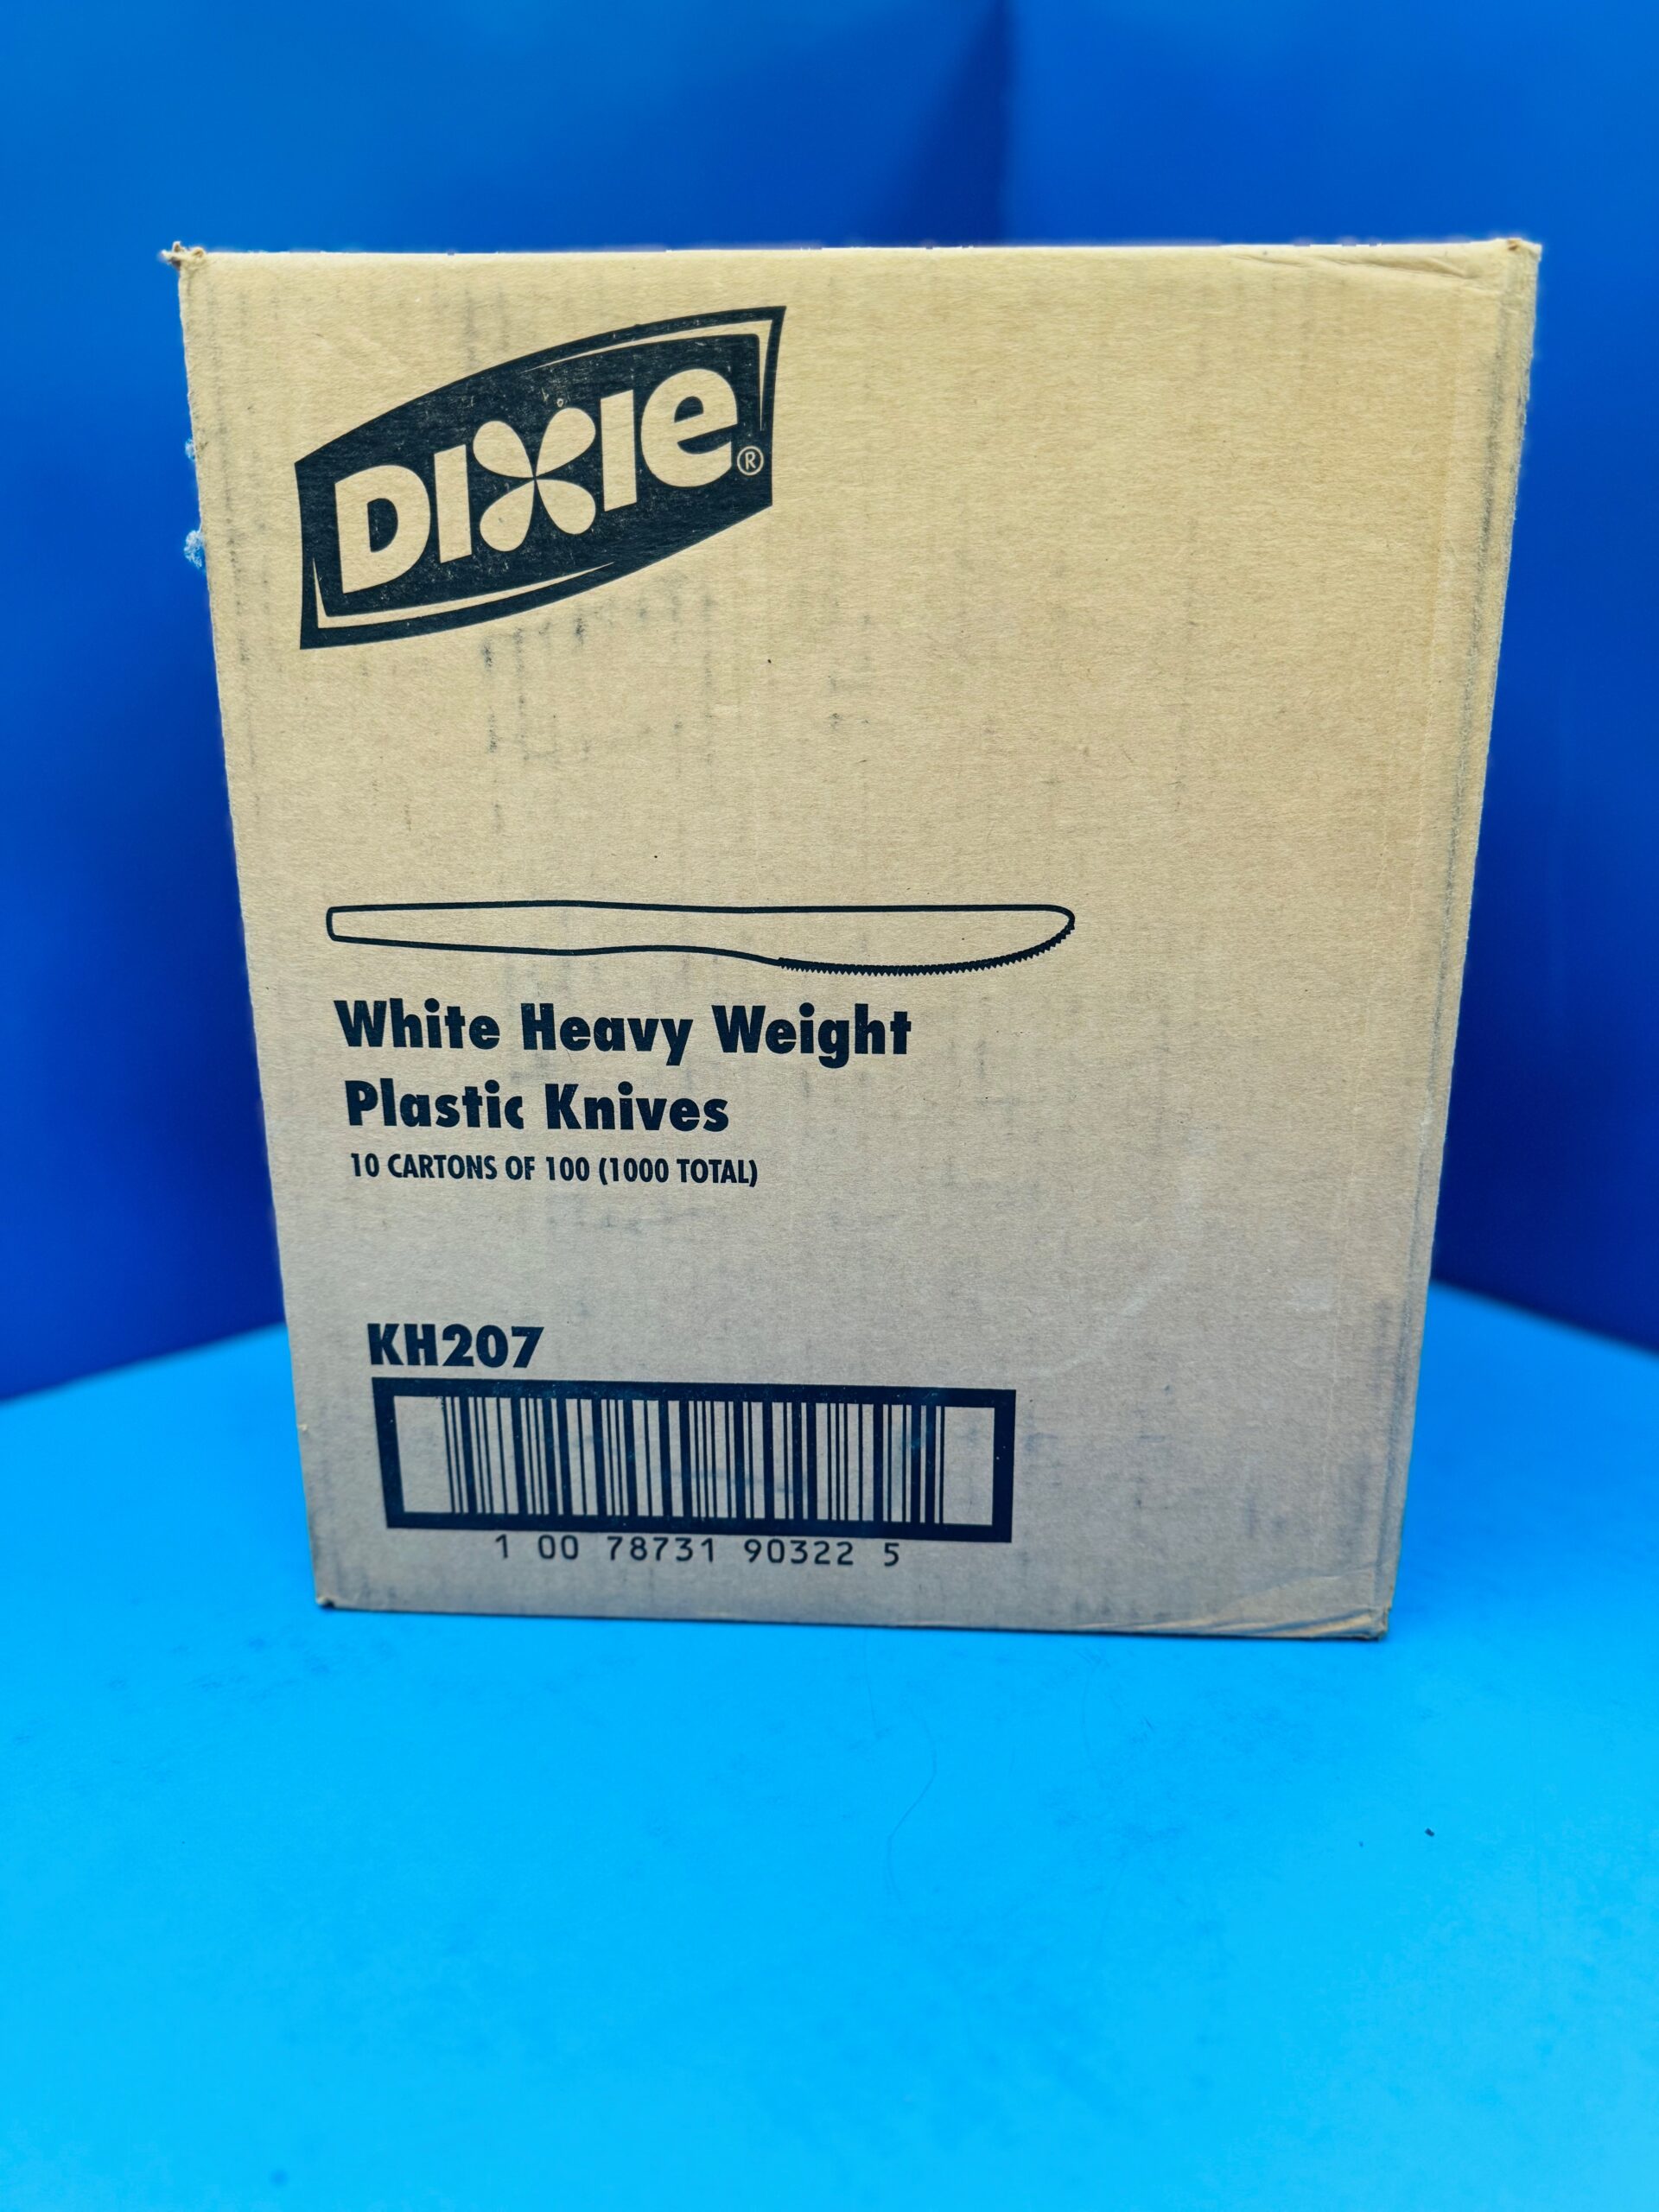 DIXIE®
White Heavy Weight
Plastic Knives
10 CARTONS OF 100 (1000 TOTAL)
KH207
1 00 78731 90322 5